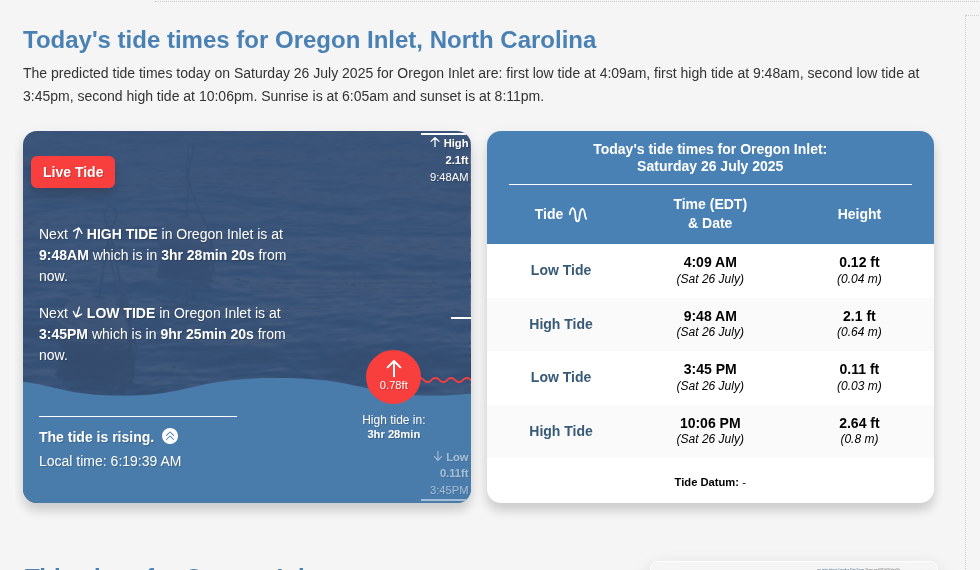 Today's tide times for Oregon Inlet, North Carolina
The predicted tide times today on Saturday 26 July 2025 for Oregon Inlet are: first low tide at 4:09am, first high tide at 9:48am, second low tide at
3:45pm, second high tide at 10:06pm. Sunrise is at 6:05am and sunset is at 8:11pm.
Live Tide
High
2.1ft
9:48AM
Next HIGH TIDE in Oregon Inlet is at
9:48AM which is in 3hr 28min 20s from
now.
Next LOW TIDE in Oregon Inlet is at
3:45PM which is in 9hr 25min 20s from
now.
0.78ft
High tide in:
3hr 28min
The tide is rising.
Local time: 6:19:39 AM
Low
0.11ft
3:45PM
Today's tide times for Oregon Inlet:
Saturday 26 July 2025
Tide Time (EDT) Height
& Date
Low Tide 4:09 AM 0.12 ft
(Sat 26 July) (0.04 m)
High Tide 9:48 AM 2.1 ft
(Sat 26 July) (0.64 m)
Low Tide 3:45 PM 0.11 ft
(Sat 26 July) (0.03 m)
High Tide 10:06 PM 2.64 ft
(Sat 26 July) (0.8 m)
Tide Datum: -